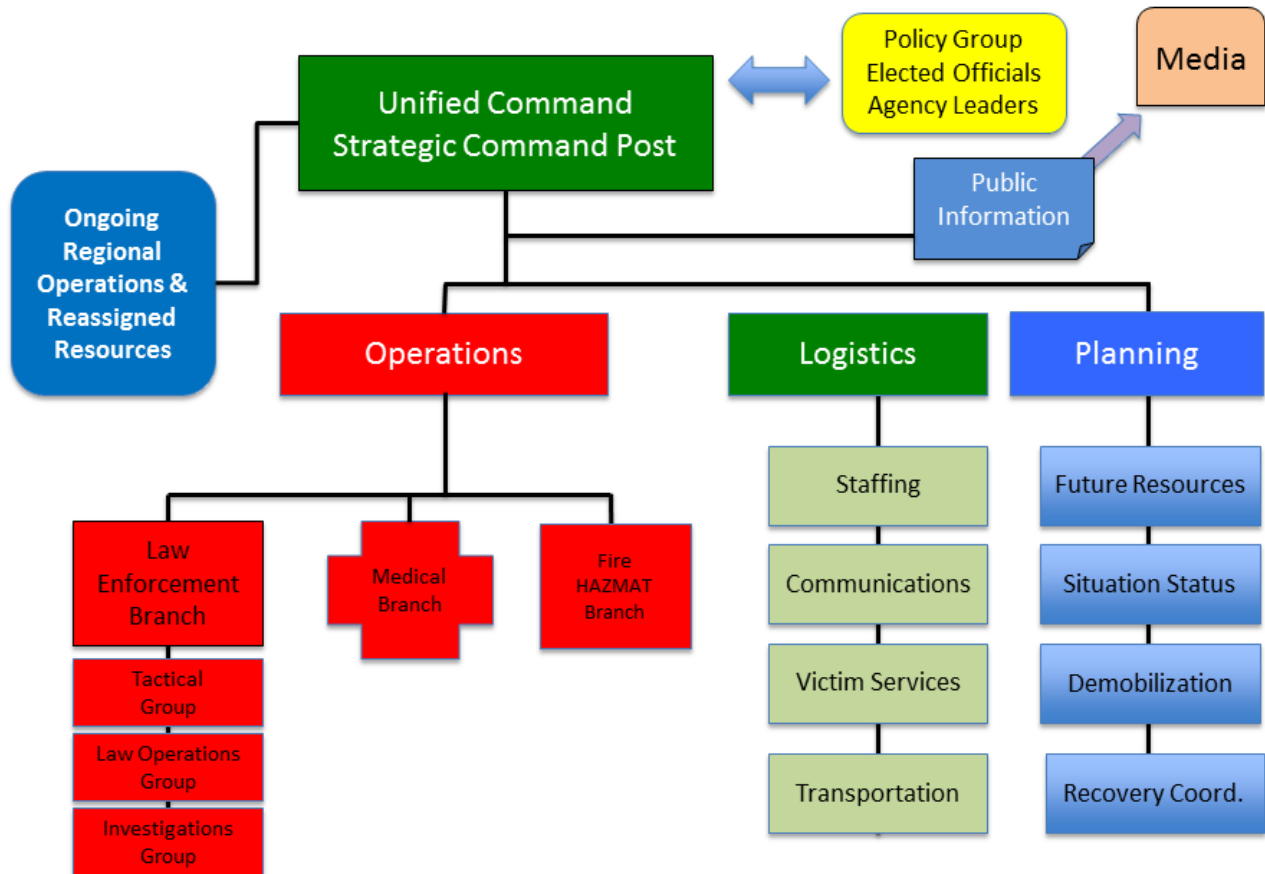 Unified Command
Strategic Command Post
Policy Group
Elected Officials
Agency Leaders
Media
Public
Information
Ongoing
Regional
Operations &
Reassigned
Resources
Operations
Logistics
Planning
Law
Enforcement
Branch
Medical
Branch
Fire
HAZMAT
Branch
Tactical
Group
Law Operations
Group
Investigations
Group
Staffing
Communications
Victim Services
Transportation
Future Resources
Situation Status
Demobilization
Recovery Coord.